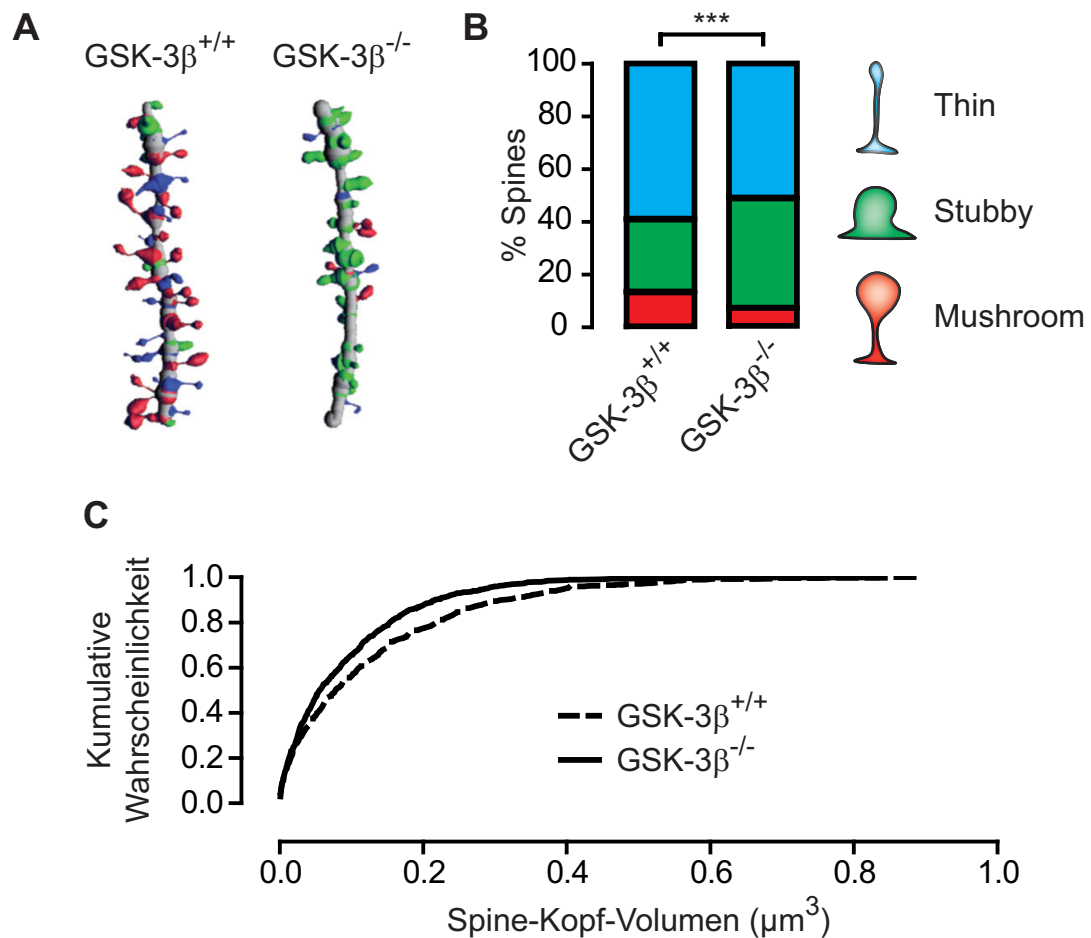 A
GSK-3β+/+
GSK-3β-/-
B
***
% Spines
100
80
60
40
20
0
GSK-3β+/+
GSK-3β-/-
Thin
Stubby
Mushroom
C
Kumulative
Wahrscheinlichkeit
1.0
0.8
0.6
0.4
0.2
0.0
GSK-3β+/+
GSK-3β-/-
0.0 0.2 0.4 0.6 0.8 1.0
Spine-Kopf-Volumen (µm3)